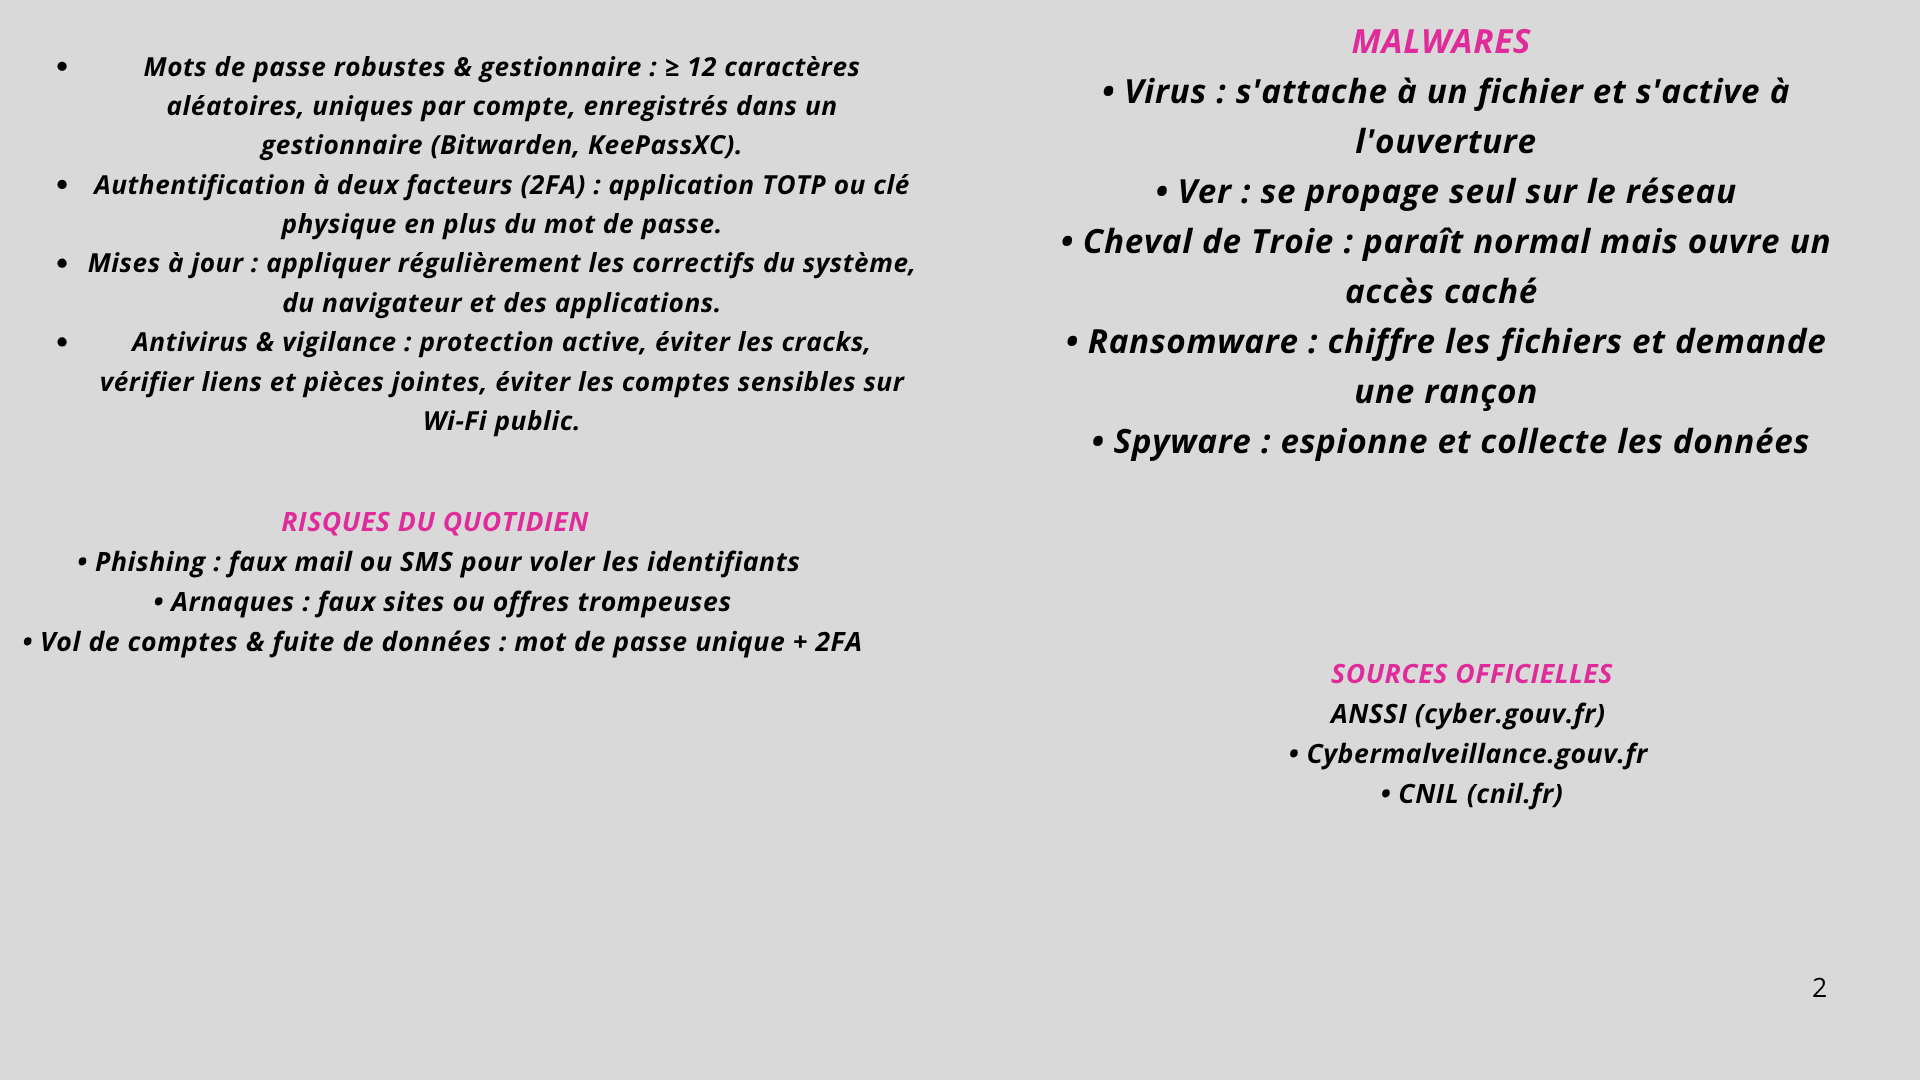 • Mots de passe robustes & gestionnaire : ≥ 12 caractères
aléatoires, uniques par compte, enregistrés dans un
gestionnaire (Bitwarden, KeePassXC).
• Authentification à deux facteurs (2FA) : application TOTP ou clé
physique en plus du mot de passe.
• Mises à jour : appliquer régulièrement les correctifs du système,
du navigateur et des applications.
• Antivirus & vigilance : protection active, éviter les cracks,
vérifier liens et pièces jointes, éviter les comptes sensibles sur
Wi-Fi public.
RISQUES DU QUOTIDIEN
• Phishing : faux mail ou SMS pour voler les identifiants
• Arnaques : faux sites ou offres trompeuses
• Vol de comptes & fuite de données : mot de passe unique + 2FA
MALWARES
• Virus : s'attache à un fichier et s'active à
l'ouverture
• Ver : se propage seul sur le réseau
• Cheval de Troie : paraît normal mais ouvre un
accès caché
• Ransomware : chiffre les fichiers et demande
une rançon
• Spyware : espionne et collecte les données
SOURCES OFFICIELLES
ANSSI (cyber.gouv.fr)
• Cybermalveillance.gouv.fr
• CNIL (cnil.fr)
2